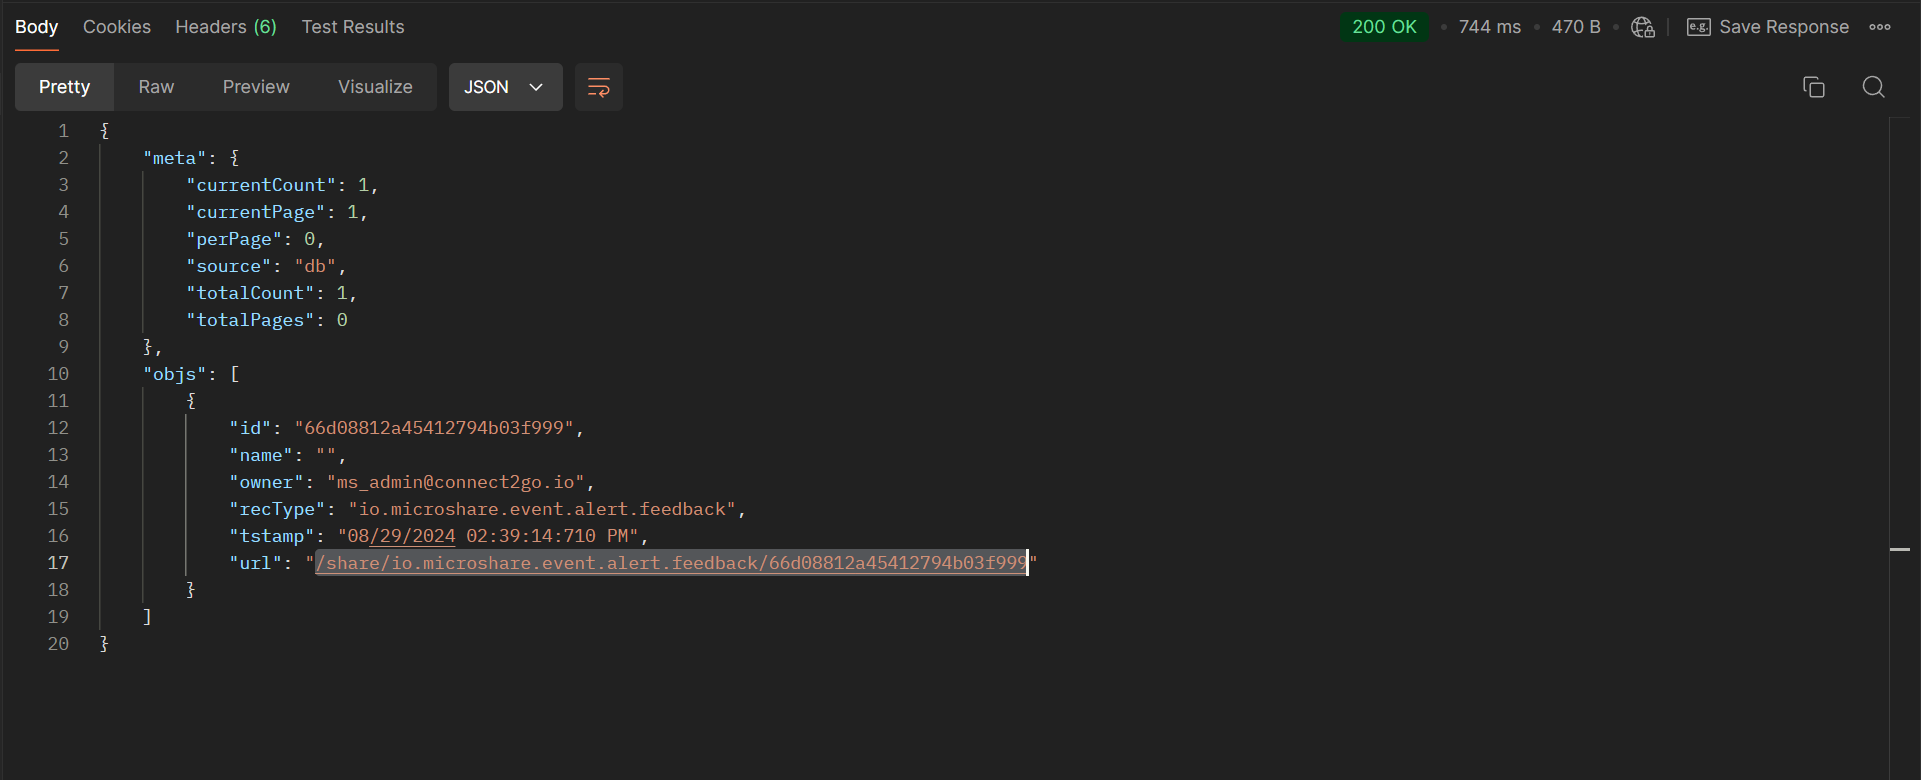 Body Cookies Headers (6) Test Results 200 OK • 744 ms • 470 B • e.g. Save Response
Pretty Raw Preview Visualize JSON
1 {
2 "meta": {
3 "currentCount": 1,
4 "currentPage": 1,
5 "perPage": 0,
6 "source": "db",
7 "totalCount": 1,
8 "totalPages": 0
9 },
10 "objs": [
11 {
12 "id": "66d08812a45412794b03f999",
13 "name": "",
14 "owner": "ms_admin@connect2go.io",
15 "recType": "io.microshare.event.alert.feedback",
16 "tstamp": "08/29/2024 02:39:14:710 PM",
17 "url": "/share/io.microshare.event.alert.feedback/66d08812a45412794b03f999"
18 }
19 ]
20 }